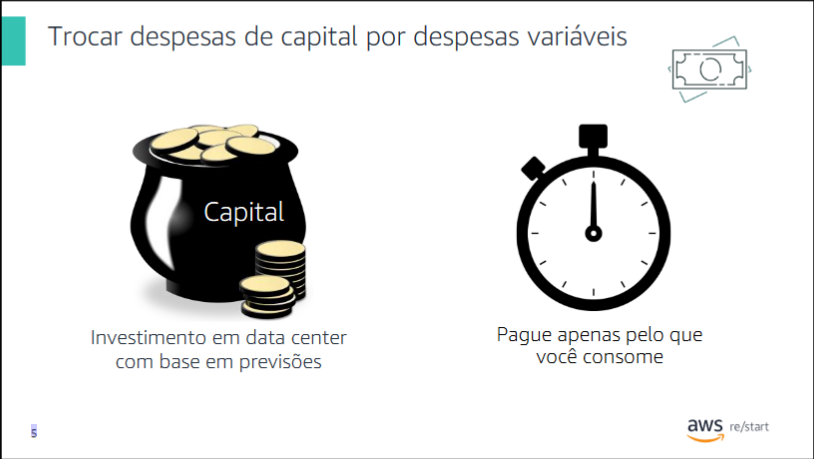 Trocar despesas de capital por despesas variáveis
Capital
Investimento em data center
com base em previsões
Pague apenas pelo que
você consome
5
aws re/start